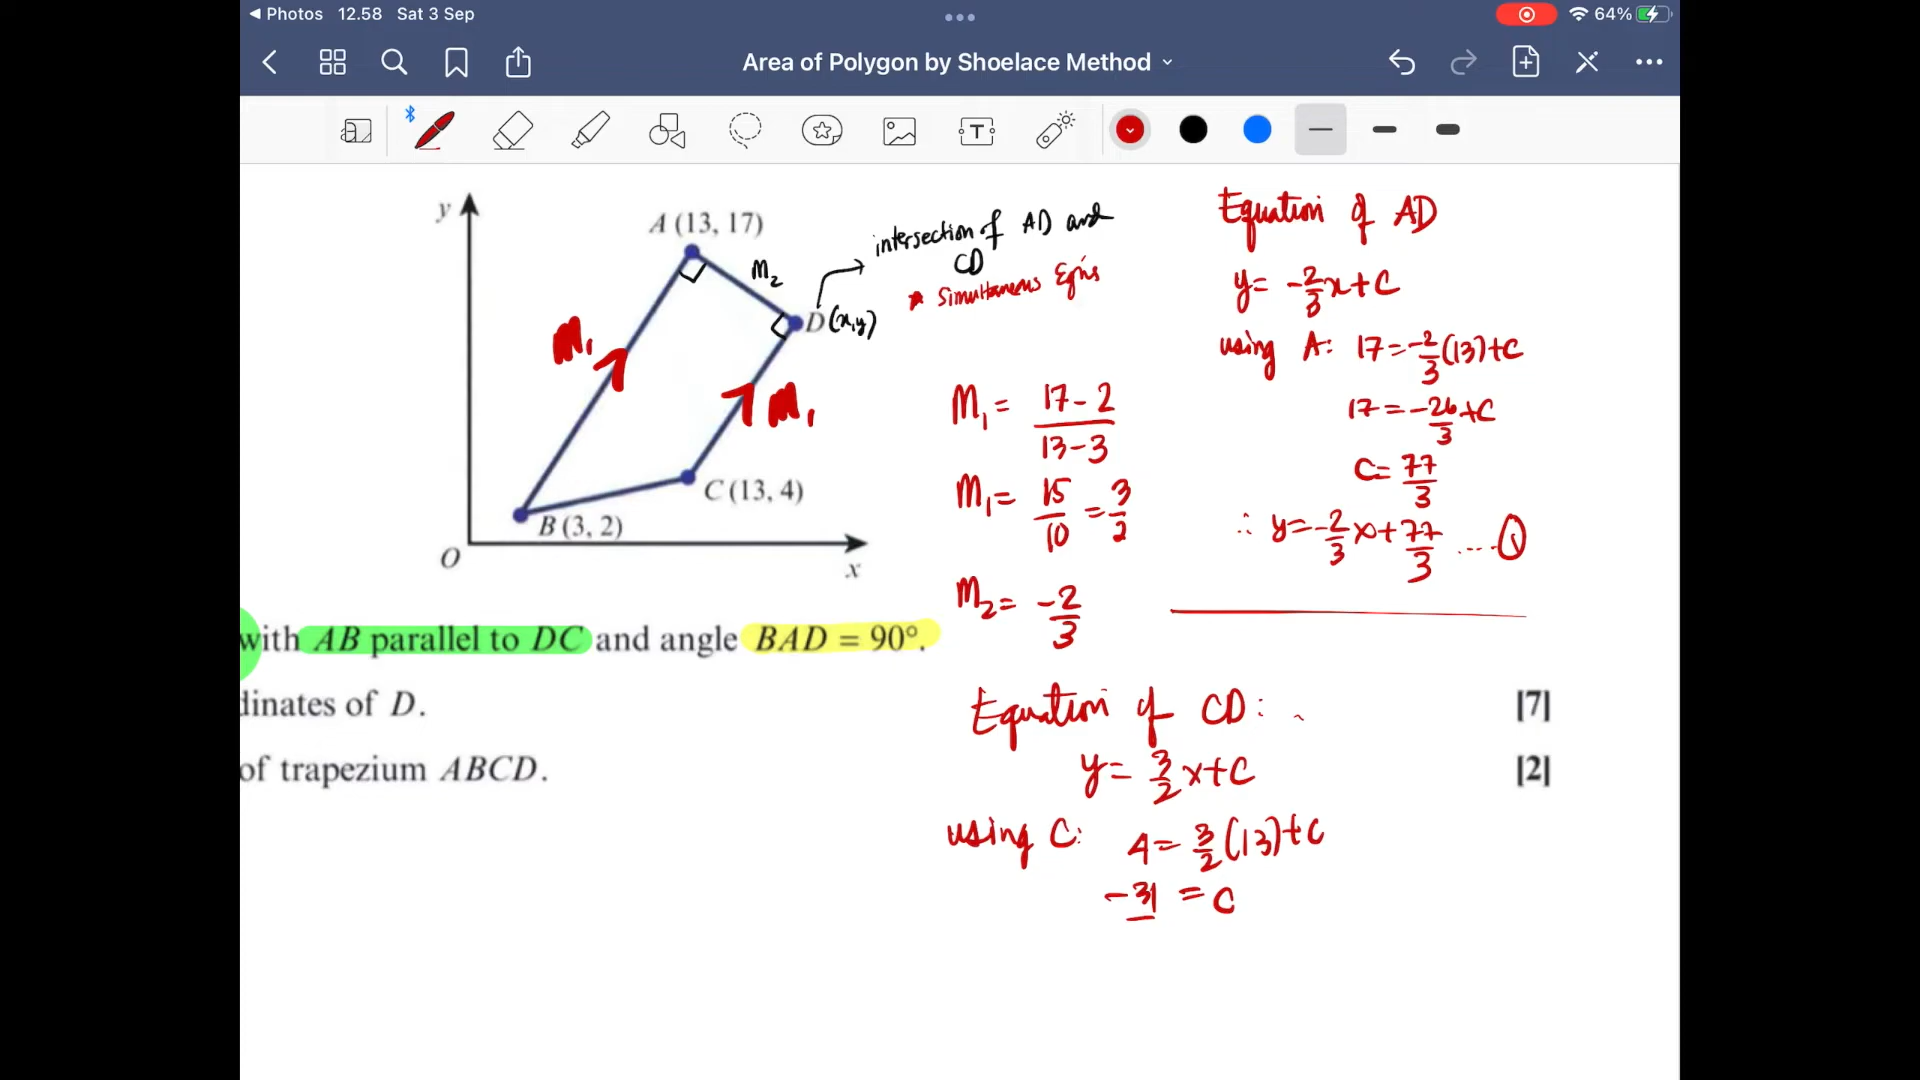 Photos 12.58 Sat 3 Sep
64%
Area of Polygon by Shoelace Method
y
A (13, 17)
M₂
D (x,y)
intersection of AD and
CD
* Simultaneous Eqn's
M₁
M₁
C (13, 4)
B (3, 2)
O
x
with AB parallel to DC and angle BAD = 90°.
dinates of D.
[7]
of trapezium ABCD.
[2]
M₁ = 17 - 2 / 13 - 3
M₁ = 15/10 = 3/2
M₂ = -2/3
Equation of AD
y = -2/3 x + C
using A: 17 = -2/3 (13) + C
17 = -26/3 + C
C = 77/3
∴ y = -2/3 x + 77/3 ....①
Equation of CD:
y = 3/2 x + C
using C: 4 = 3/2 (13) + C
-31 = C